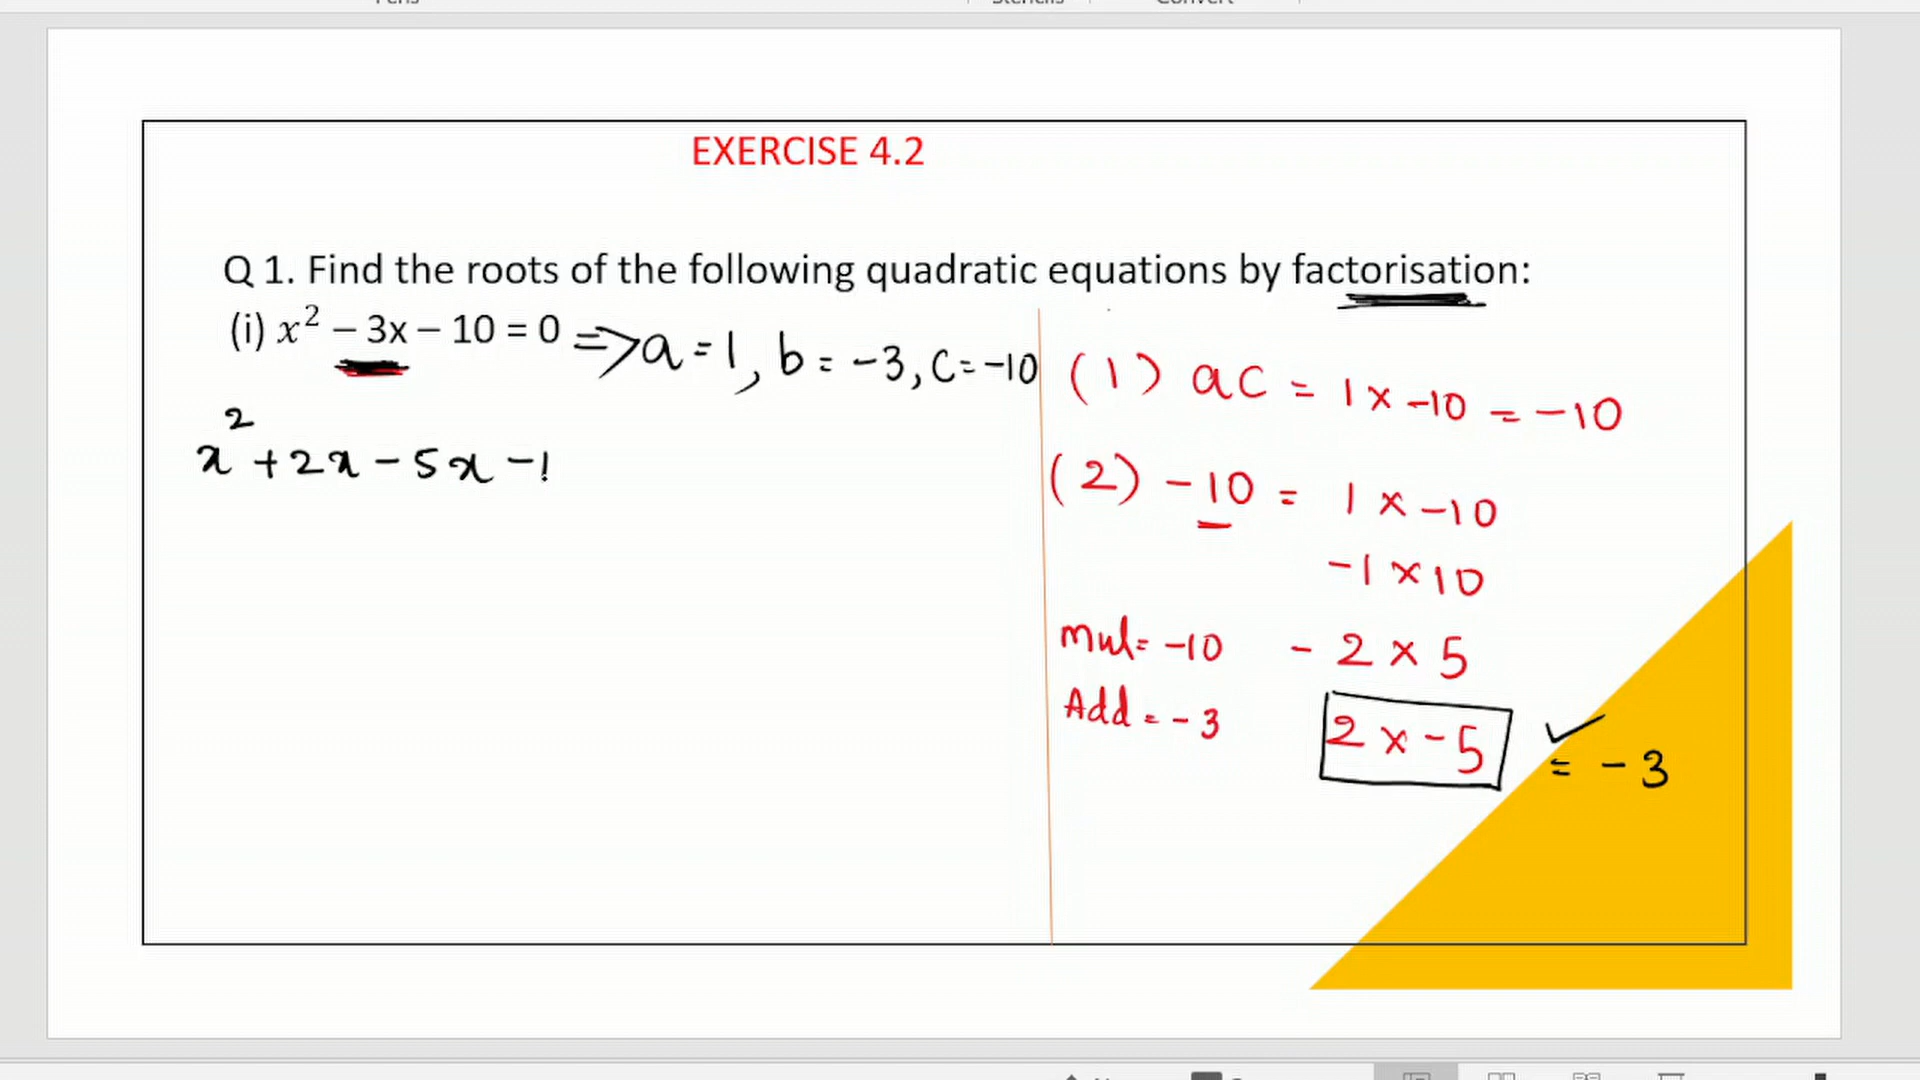 EXERCISE 4.2
Q 1. Find the roots of the following quadratic equations by factorisation:
(i) x² – 3x – 10 = 0 => a = 1, b = -3, c = -10
x² + 2x - 5x - 1
(1) ac = 1 x -10 = -10
(2) -10 = 1 x -10
-1 x 10
mul = -10 - 2 x 5
Add = -3 2 x -5 ✓ = -3